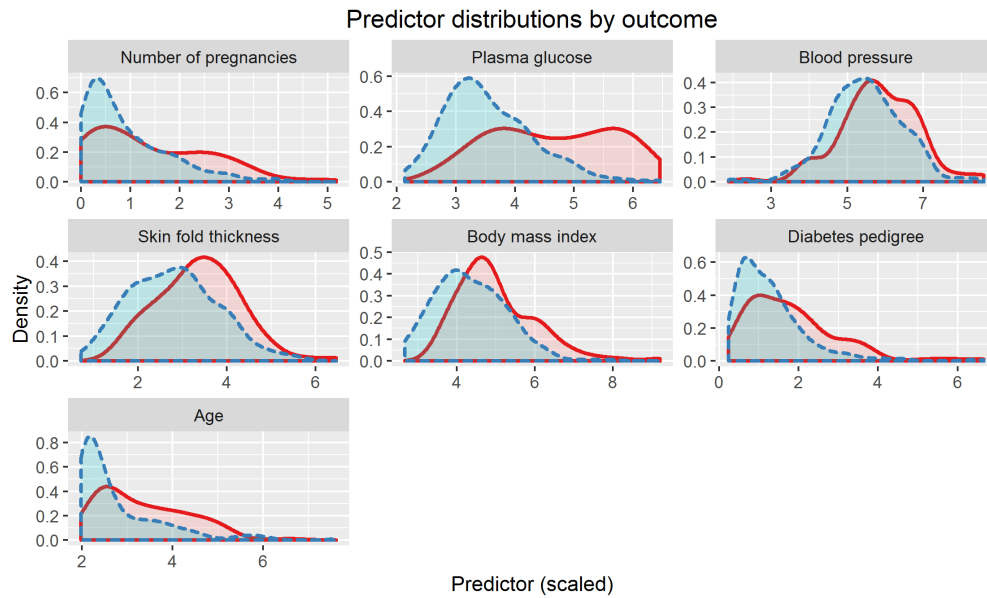 Predictor distributions by outcome
Number of pregnancies
Plasma glucose
Blood pressure
0.6
0.4
0.2
0.0
0 1 2 3 4 5
0.6
0.4
0.2
0.0
2 3 4 5 6
0.4
0.3
0.2
0.1
0.0
3 5 7
Skin fold thickness
Body mass index
Diabetes pedigree
Density
0.4
0.3
0.2
0.1
0.0
2 4 6
0.5
0.4
0.3
0.2
0.1
0.0
4 6 8
0.6
0.4
0.2
0.0
0 2 4 6
Age
0.8
0.6
0.4
0.2
0.0
2 4 6
Predictor (scaled)